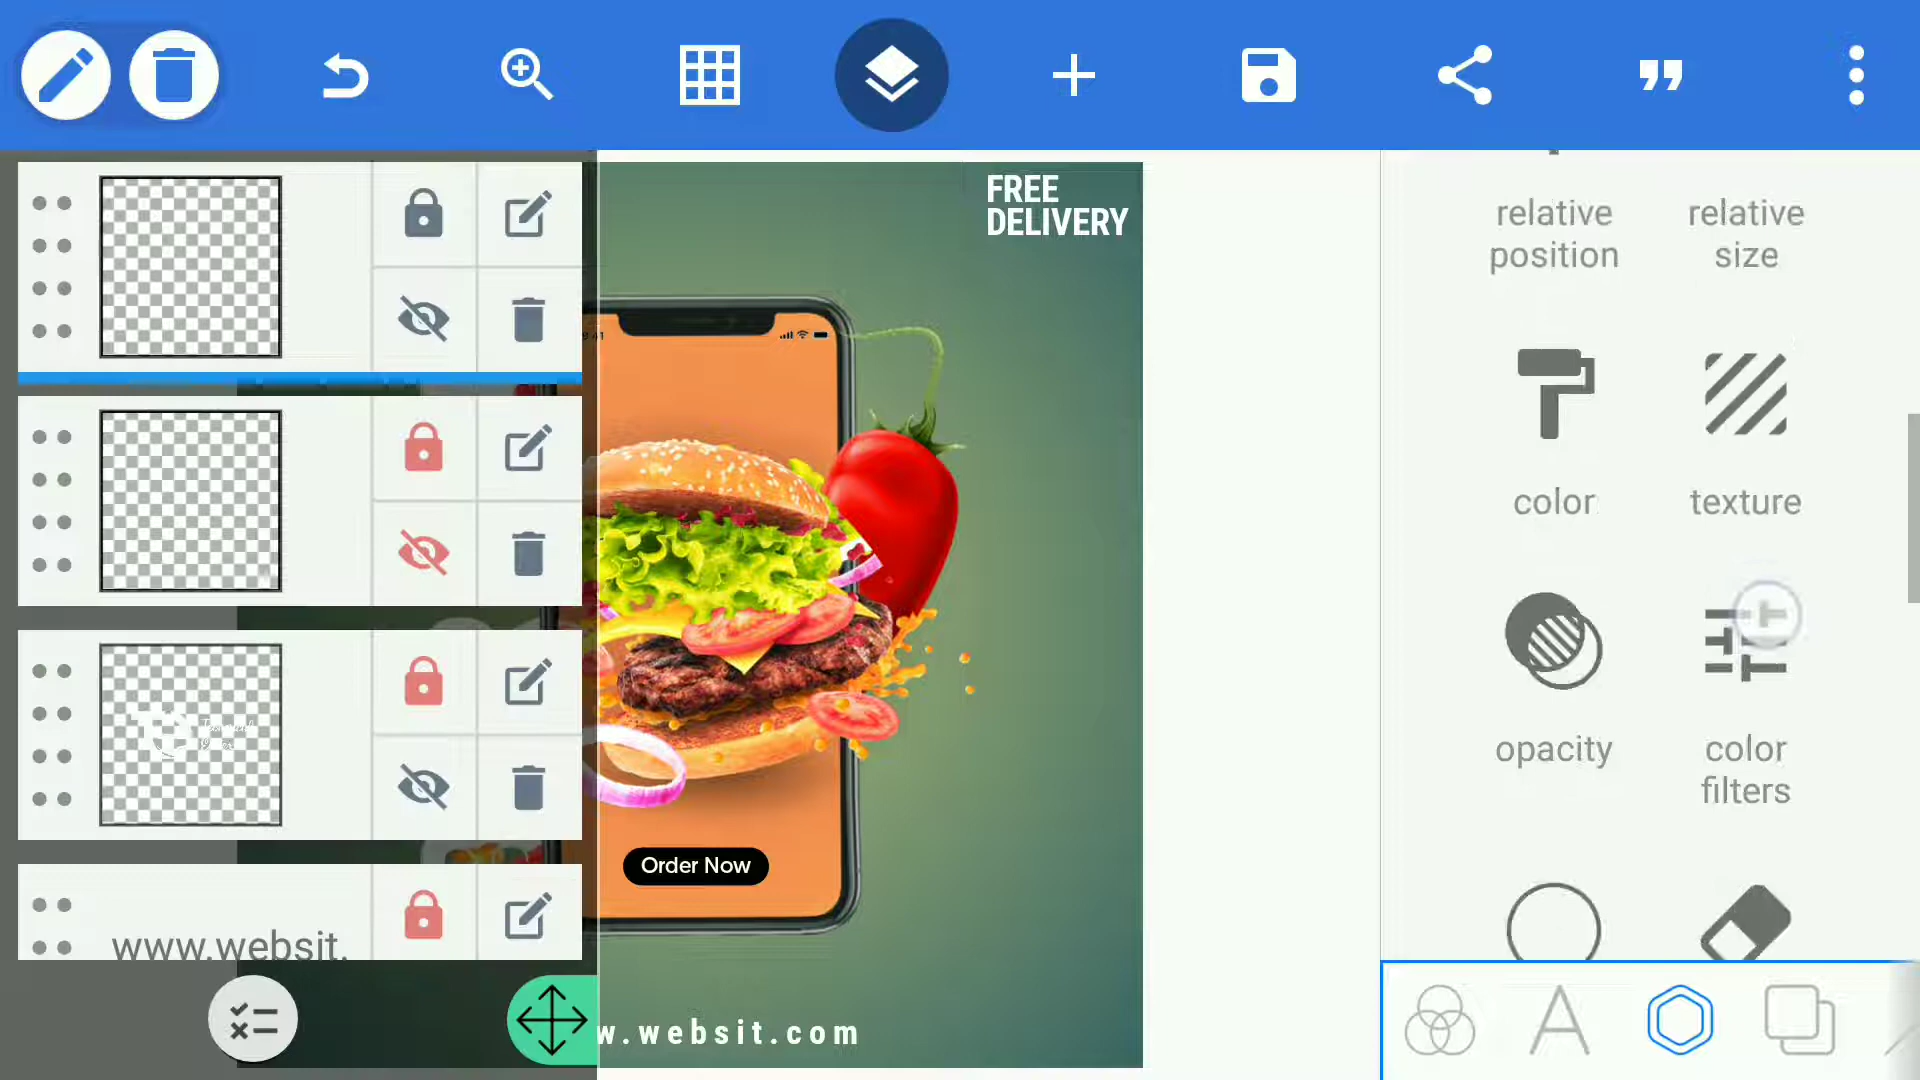 FREE
DELIVERY
relative
position
relative
size
color
texture
opacity
color
filters
Order Now
www.websit.
w.websit.com